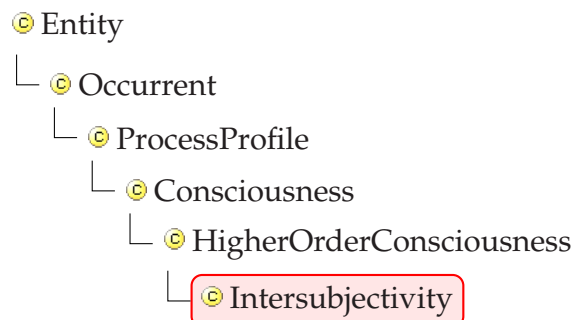 Entity
Occurrent
ProcessProfile
Consciousness
HigherOrderConsciousness
Intersubjectivity